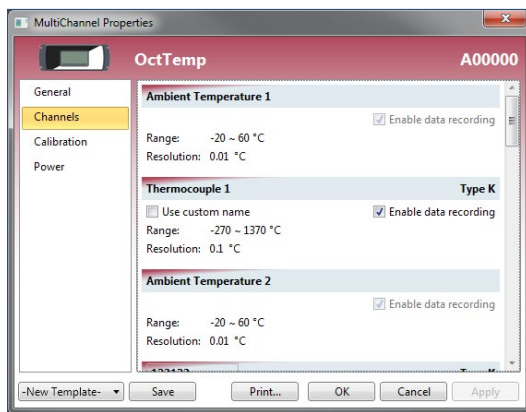 MultiChannel Properties
OctTemp A00000
General
Channels
Calibration
Power
Ambient Temperature 1
Enable data recording
Range: -20 ~ 60 °C
Resolution: 0.01 °C
Thermocouple 1 Type K
Use custom name Enable data recording
Range: -270 ~ 1370 °C
Resolution: 0.1 °C
Ambient Temperature 2
Enable data recording
Range: -20 ~ 60 °C
Resolution: 0.01 °C
-New Template- Save Print... OK Cancel Apply